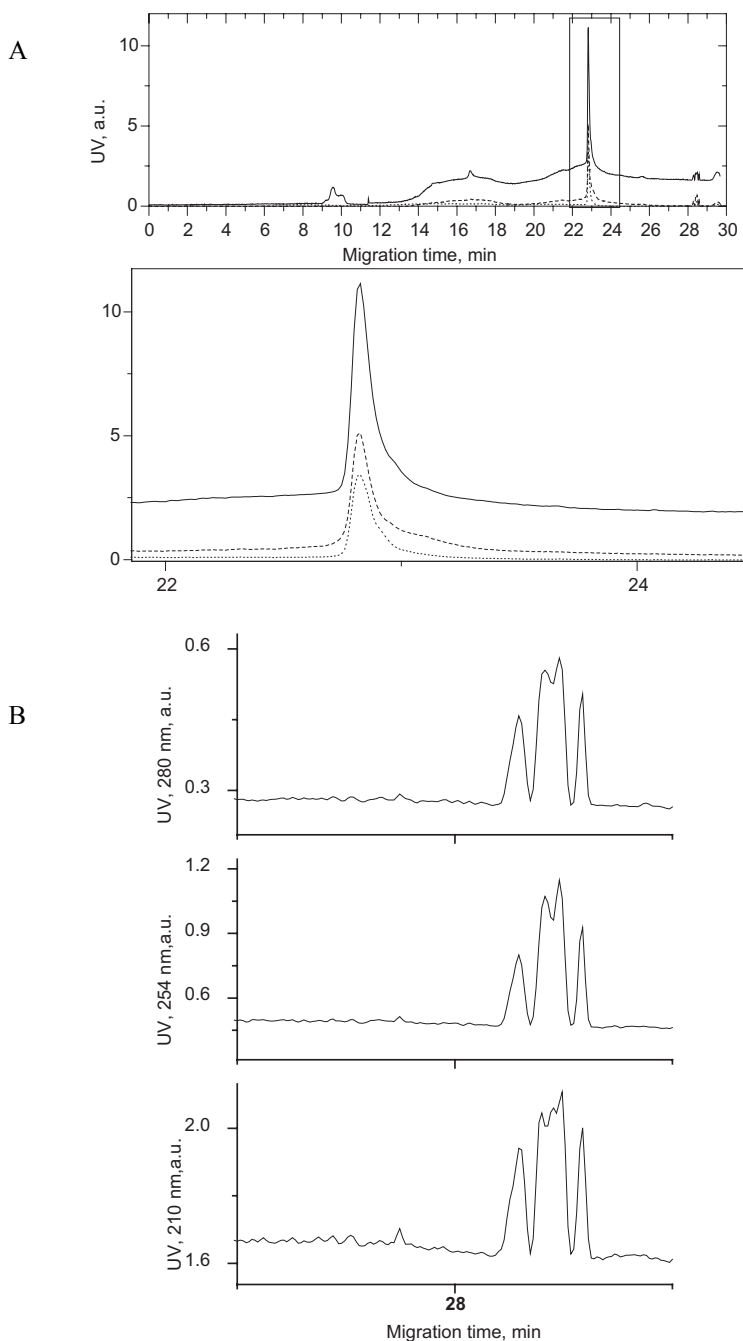 A
10
5
0
UV, a.u.
0 2 4 6 8 10 12 14 16 18 20 22 24 26 28 30
Migration time, min
10
5
0
22 24
B
0.6
0.3
UV, 280 nm, a.u.
1.2
0.9
0.6
UV, 254 nm,a.u.
2.0
1.6
UV, 210 nm,a.u.
28
Migration time, min